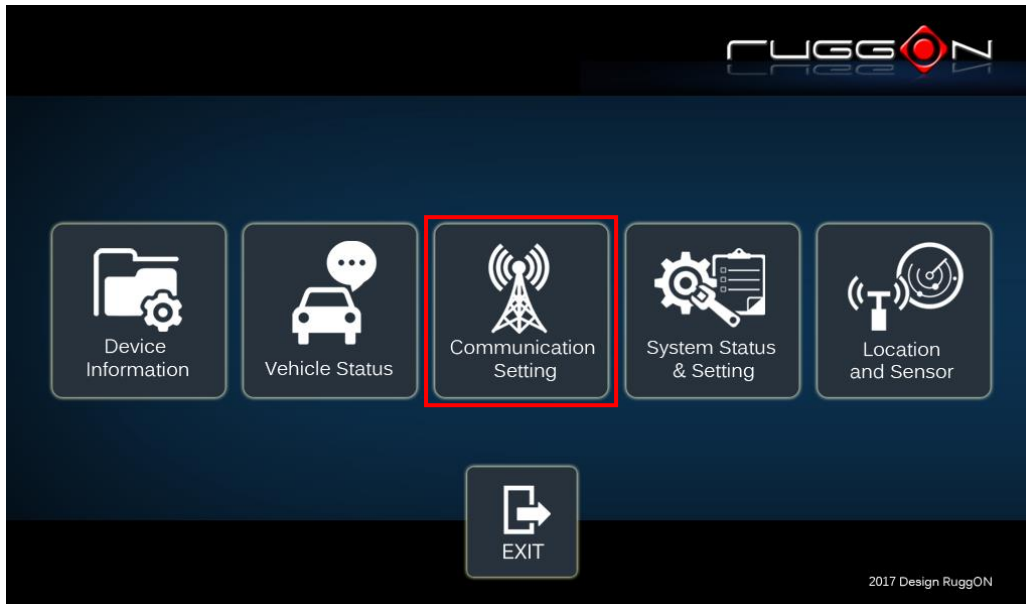 ruggON
Device
Information
Vehicle Status
Communication
Setting
System Status
& Setting
Location
and Sensor
EXIT
2017 Design RuggON